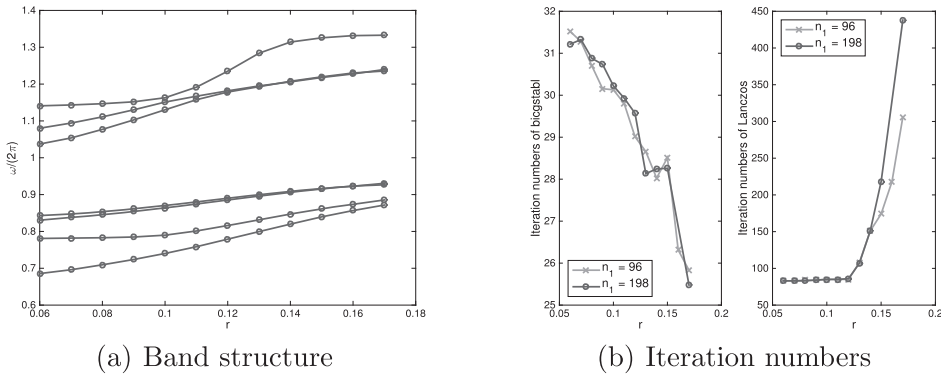 1.4
1.3
1.2
1.1
1
0.9
0.8
0.7
0.6
ω/(2π)
0.06 0.08 0.1 0.12 0.14 0.16 0.18
r
32
31
30
29
28
27
26
25
Iteration numbers of bicgstabl
n1 = 96
n1 = 198
0.05 0.1 0.15 0.2
r
450
400
350
300
250
200
150
100
50
Iteration numbers of Lanczos
n1 = 96
n1 = 198
0.05 0.1 0.15 0.2
r
(a) Band structure
(b) Iteration numbers